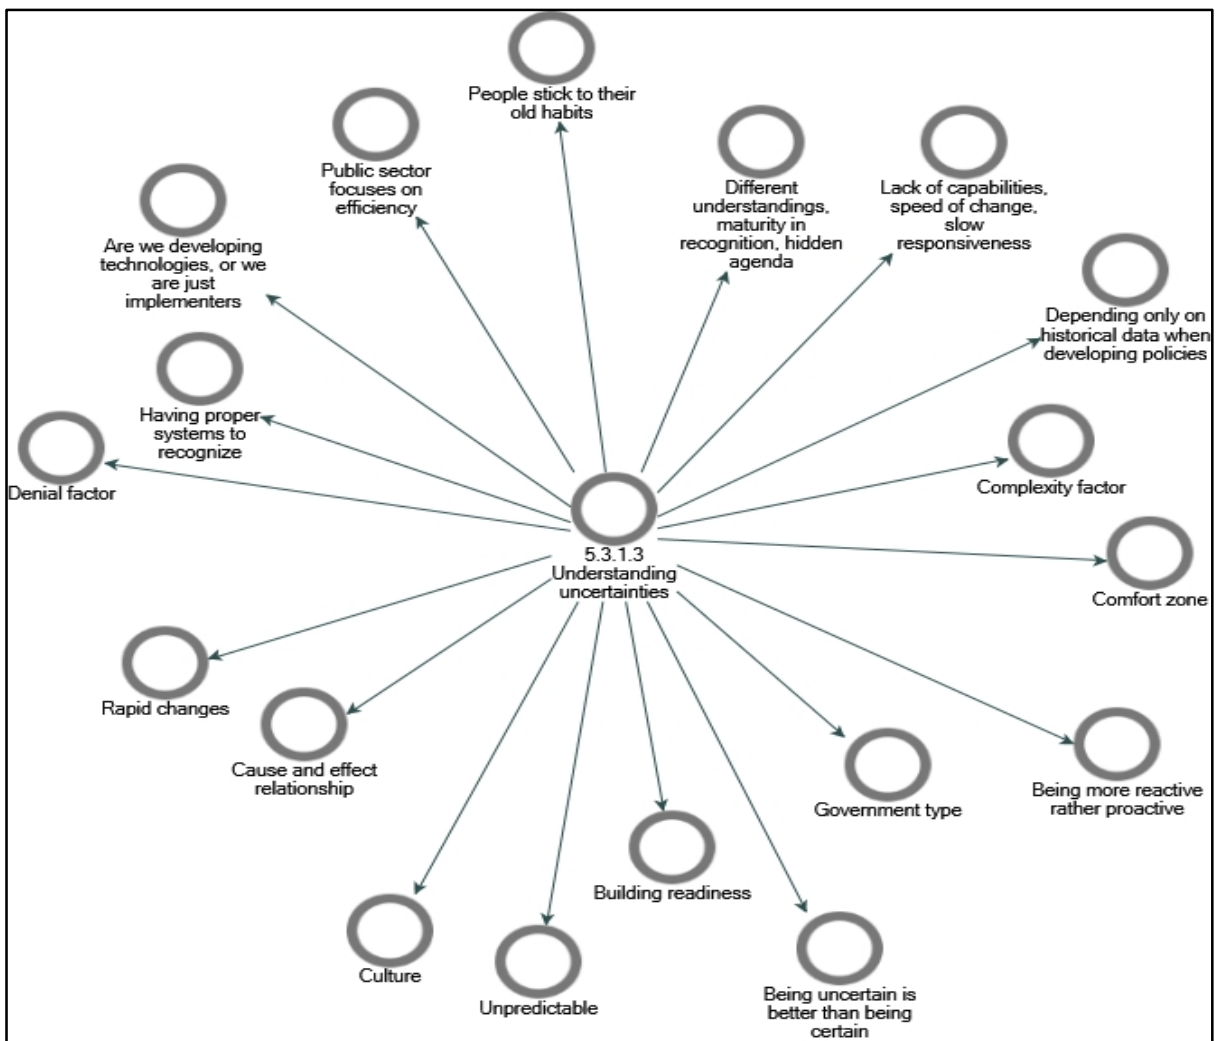 People stick to their
old habits
Public sector
focuses on
efficiency
Different
understandings,
maturity in
recognition, hidden
agenda
Lack of capabilities,
speed of change,
slow
responsiveness
Are we developing
technologies, or we
are just
implementers
Depending only on
historical data when
developing policies
Having proper
systems to
recognize
Denial factor
Complexity factor
5.3.1.3
Understanding
uncertainties
Comfort zone
Rapid changes
Cause and effect
relationship
Government type
Being more reactive
rather proactive
Building readiness
Culture
Unpredictable
Being uncertain is
better than being
certain